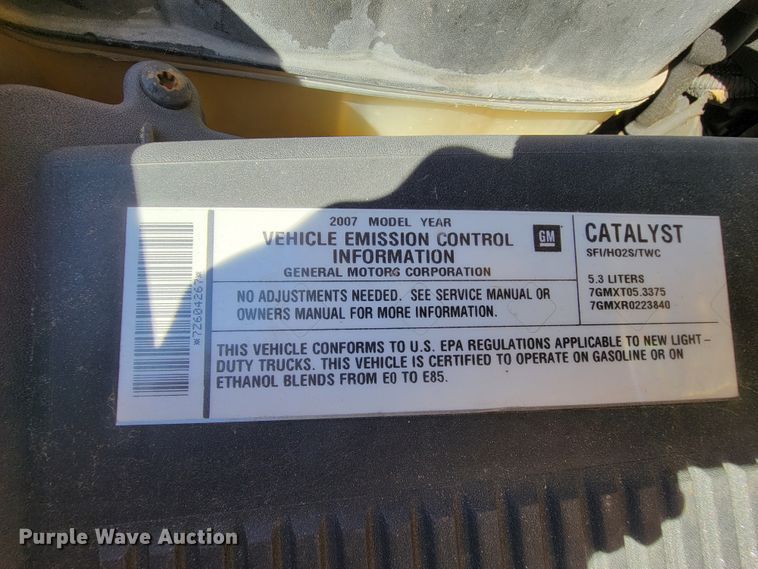 *7Z604267*
2007 MODEL YEAR
VEHICLE EMISSION CONTROL
INFORMATION
GENERAL MOTORS CORPORATION
GM
NO ADJUSTMENTS NEEDED. SEE SERVICE MANUAL OR
OWNERS MANUAL FOR MORE INFORMATION.
CATALYST
SFI/HO2S/TWC
5.3 LITERS
7GMXT05.3375
7GMXR0223840
THIS VEHICLE CONFORMS TO U.S. EPA REGULATIONS APPLICABLE TO NEW LIGHT-
DUTY TRUCKS. THIS VEHICLE IS CERTIFIED TO OPERATE ON GASOLINE OR ON
ETHANOL BLENDS FROM E0 TO E85.
Purple Wave Auction
purplewave.com